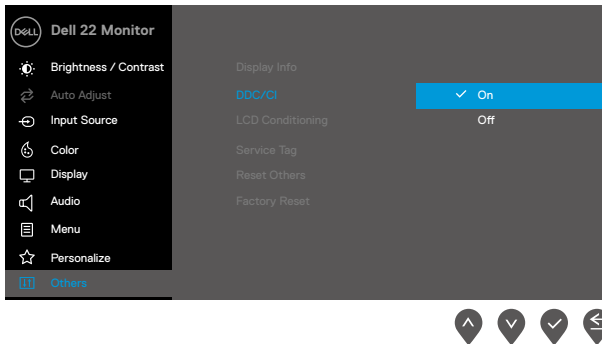 DELL
Dell 22 Monitor
Brightness / Contrast
Auto Adjust
Input Source
Color
Display
Audio
Menu
Personalize
Others
Display Info
DDC/CI
LCD Conditioning
Service Tag
Reset Others
Factory Reset
On
Off